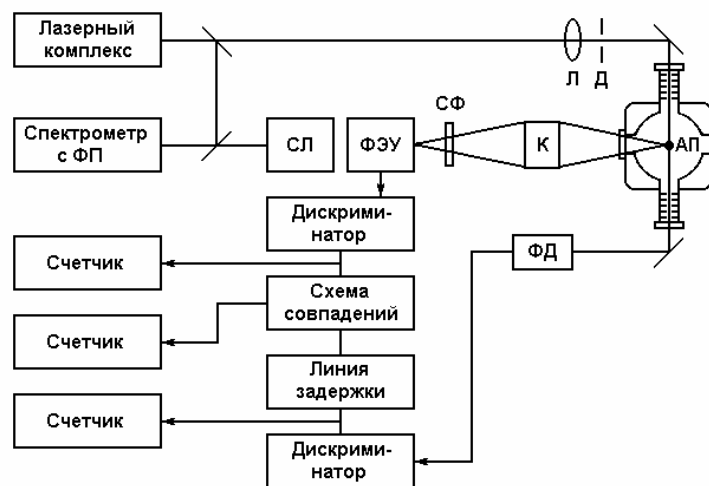 Лазерный
комплекс
Л
Д
СФ
Спектрометр
с ФП
СЛ
ФЭУ
К
АП
Дискрими-
натор
ФД
Счетчик
Схема
совпадений
Счетчик
Линия
задержки
Счетчик
Дискрими-
натор